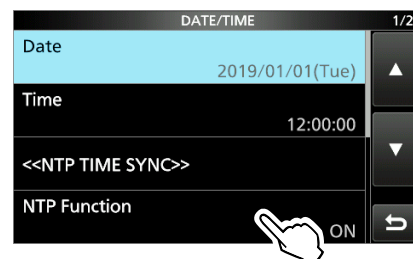 DATE/TIME 1/2
Date
2019/01/01(Tue)
Time
12:00:00
<<NTP TIME SYNC>>
NTP Function
ON